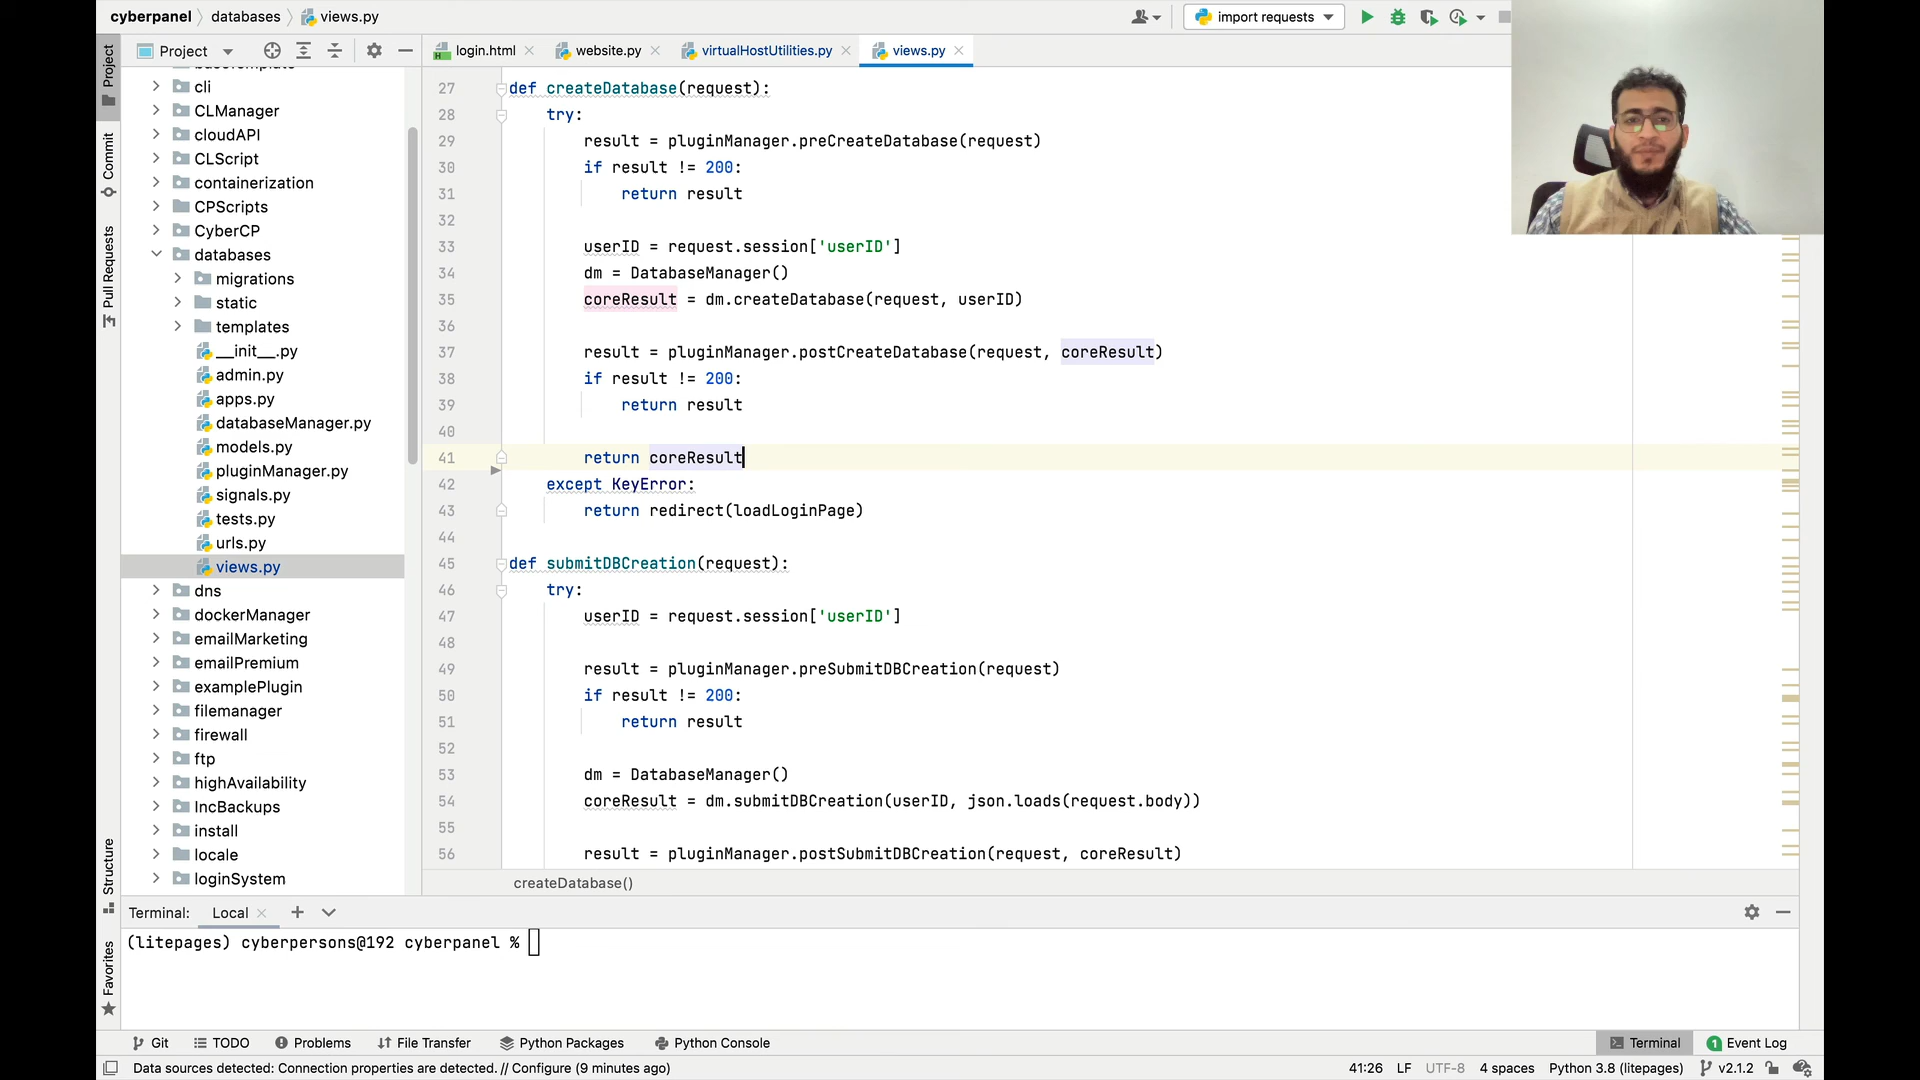 cyberpanel databases views.py
import requests
Project
login.html website.py virtualHostUtilities.py views.py
Project
Commit
Pull Requests
Structure
Favorites
cli
CLManager
cloudAPI
CLScript
containerization
CPScripts
CyberCP
databases
migrations
static
templates
__init__.py
admin.py
apps.py
databaseManager.py
models.py
pluginManager.py
signals.py
tests.py
urls.py
views.py
dns
dockerManager
emailMarketing
emailPremium
examplePlugin
filemanager
firewall
ftp
highAvailability
IncBackups
install
locale
loginSystem
27 def createDatabase(request):
28 try:
29 result = pluginManager.preCreateDatabase(request)
30 if result != 200:
31 return result
32
33 userID = request.session['userID']
34 dm = DatabaseManager()
35 coreResult = dm.createDatabase(request, userID)
36
37 result = pluginManager.postCreateDatabase(request, coreResult)
38 if result != 200:
39 return result
40
41 return coreResult
42 except KeyError:
43 return redirect(loadLoginPage)
44
45 def submitDBCreation(request):
46 try:
47 userID = request.session['userID']
48
49 result = pluginManager.preSubmitDBCreation(request)
50 if result != 200:
51 return result
52
53 dm = DatabaseManager()
54 coreResult = dm.submitDBCreation(userID, json.loads(request.body))
55
56 result = pluginManager.postSubmitDBCreation(request, coreResult)
createDatabase()
Terminal: Local
(litepages) cyberpersons@192 cyberpanel %
Git TODO Problems File Transfer Python Packages Python Console Terminal 1 Event Log
Data sources detected: Connection properties are detected. // Configure (9 minutes ago) 41:26 LF UTF-8 4 spaces Python 3.8 (litepages) v2.1.2